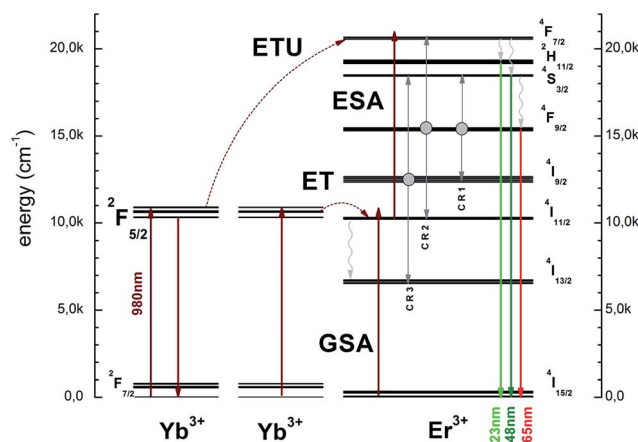 energy (cm⁻¹)
20,0k
15,0k
10,0k
5,0k
0,0
20,0k
15,0k
10,0k
5,0k
0,0
ETU
ESA
ET
GSA
²F 5/2
²F 7/2
980nm
CR1
CR2
CR3
⁴F 7/2
²H 11/2
⁴S 3/2
⁴F 9/2
⁴I 9/2
⁴I 11/2
⁴I 13/2
⁴I 15/2
Yb³⁺
Yb³⁺
Er³⁺
23nm
48nm
65nm